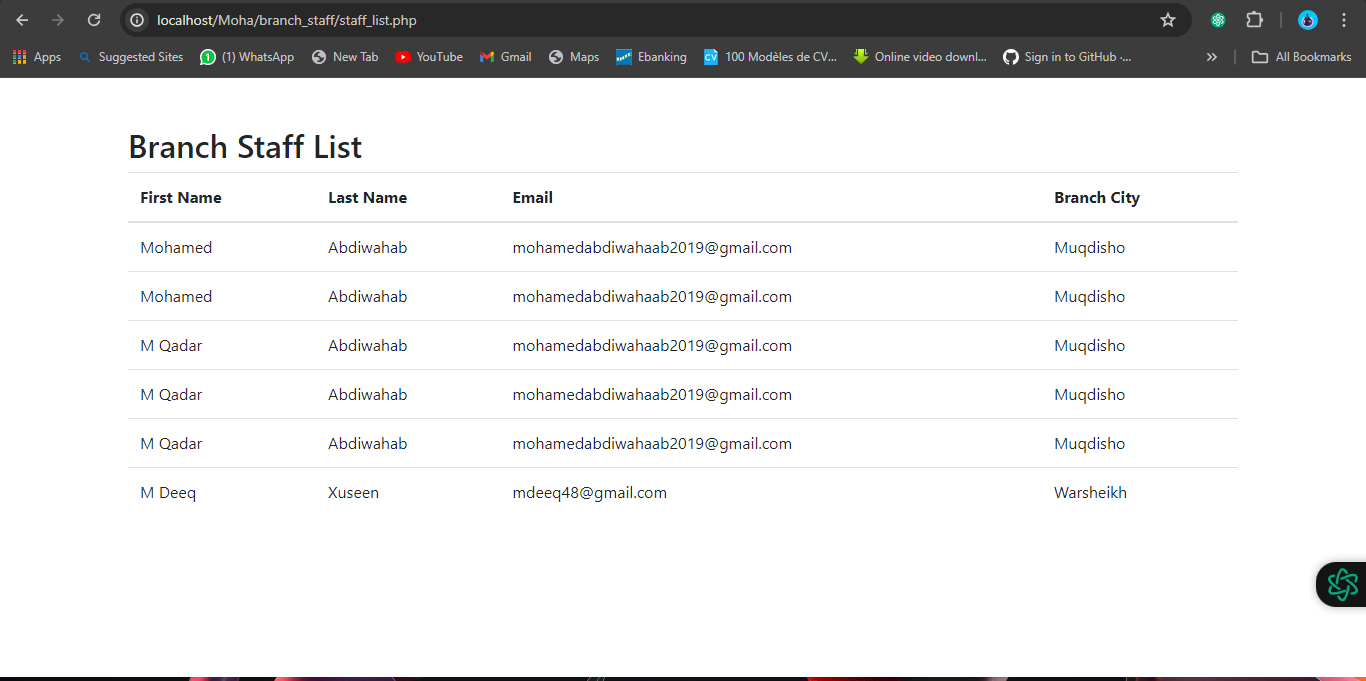 localhost/Moha/branch_staff/staff_list.php
Apps Suggested Sites 1 (1) WhatsApp New Tab YouTube Gmail Maps Ebanking CV 100 Modèles de CV... Online video downl... Sign in to GitHub ·... » All Bookmarks
Branch Staff List
First Name Last Name Email Branch City
Mohamed Abdiwahab mohamedabdiwahaab2019@gmail.com Muqdisho
Mohamed Abdiwahab mohamedabdiwahaab2019@gmail.com Muqdisho
M Qadar Abdiwahab mohamedabdiwahaab2019@gmail.com Muqdisho
M Qadar Abdiwahab mohamedabdiwahaab2019@gmail.com Muqdisho
M Qadar Abdiwahab mohamedabdiwahaab2019@gmail.com Muqdisho
M Deeq Xuseen mdeeq48@gmail.com Warsheikh